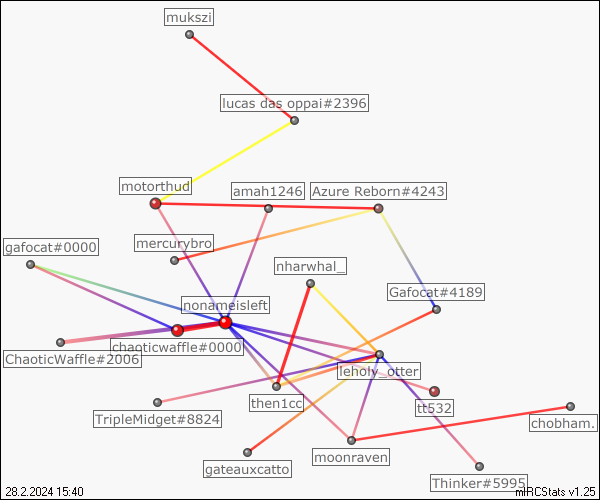 mukszi
lucas das oppai#2396
motorthud
amah1246
Azure Reborn#4243
gafocat#0000
mercurybro
nharwhal_
Gafocat#4189
nonameisleft
ChaoticWaffle#2006
chaoticwaffle#0000
leholy_otter
then1cc
tt532
TripleMidget#8824
chobham.
gateauxcatto
moonraven
Thinker#5995
28.2.2024 15:40
mIRCStats v1.25